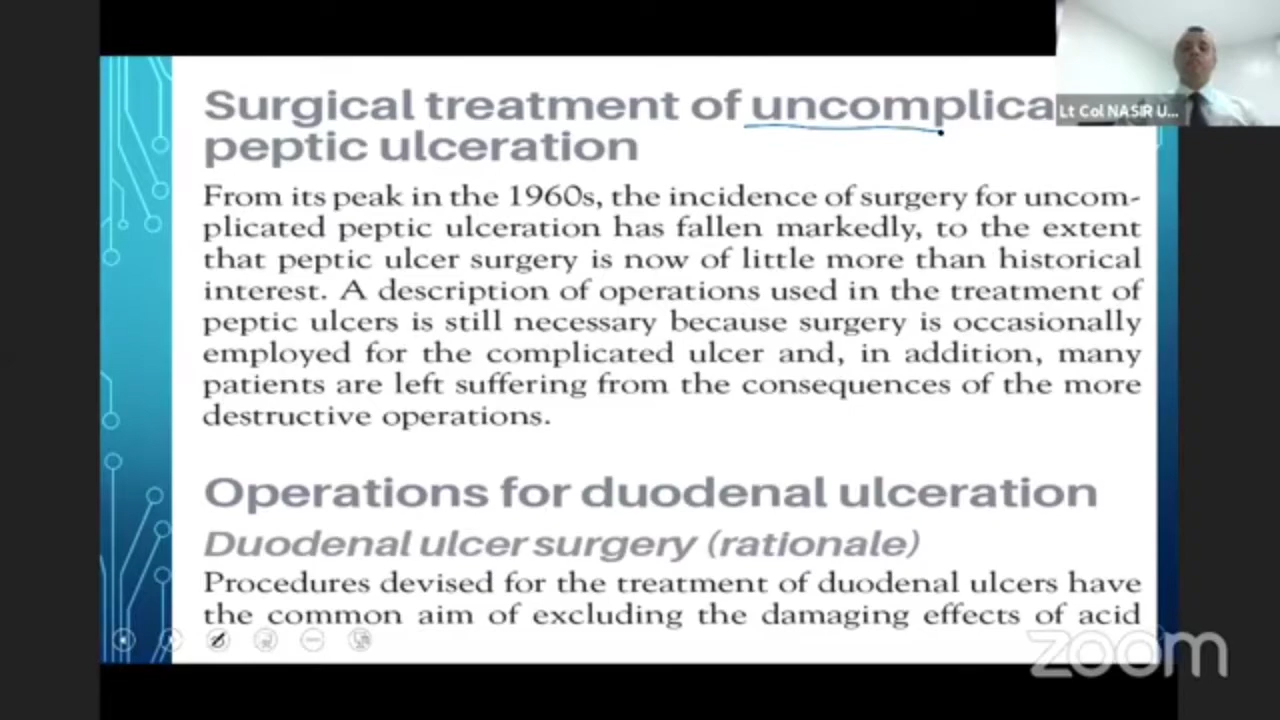 Surgical treatment of uncomplica
peptic ulceration
Lt Col NASIR U...
From its peak in the 1960s, the incidence of surgery for uncom-
plicated peptic ulceration has fallen markedly, to the extent
that peptic ulcer surgery is now of little more than historical
interest. A description of operations used in the treatment of
peptic ulcers is still necessary because surgery is occasionally
employed for the complicated ulcer and, in addition, many
patients are left suffering from the consequences of the more
destructive operations.
Operations for duodenal ulceration
Duodenal ulcer surgery (rationale)
Procedures devised for the treatment of duodenal ulcers have
the common aim of excluding the damaging effects of acid
zoom